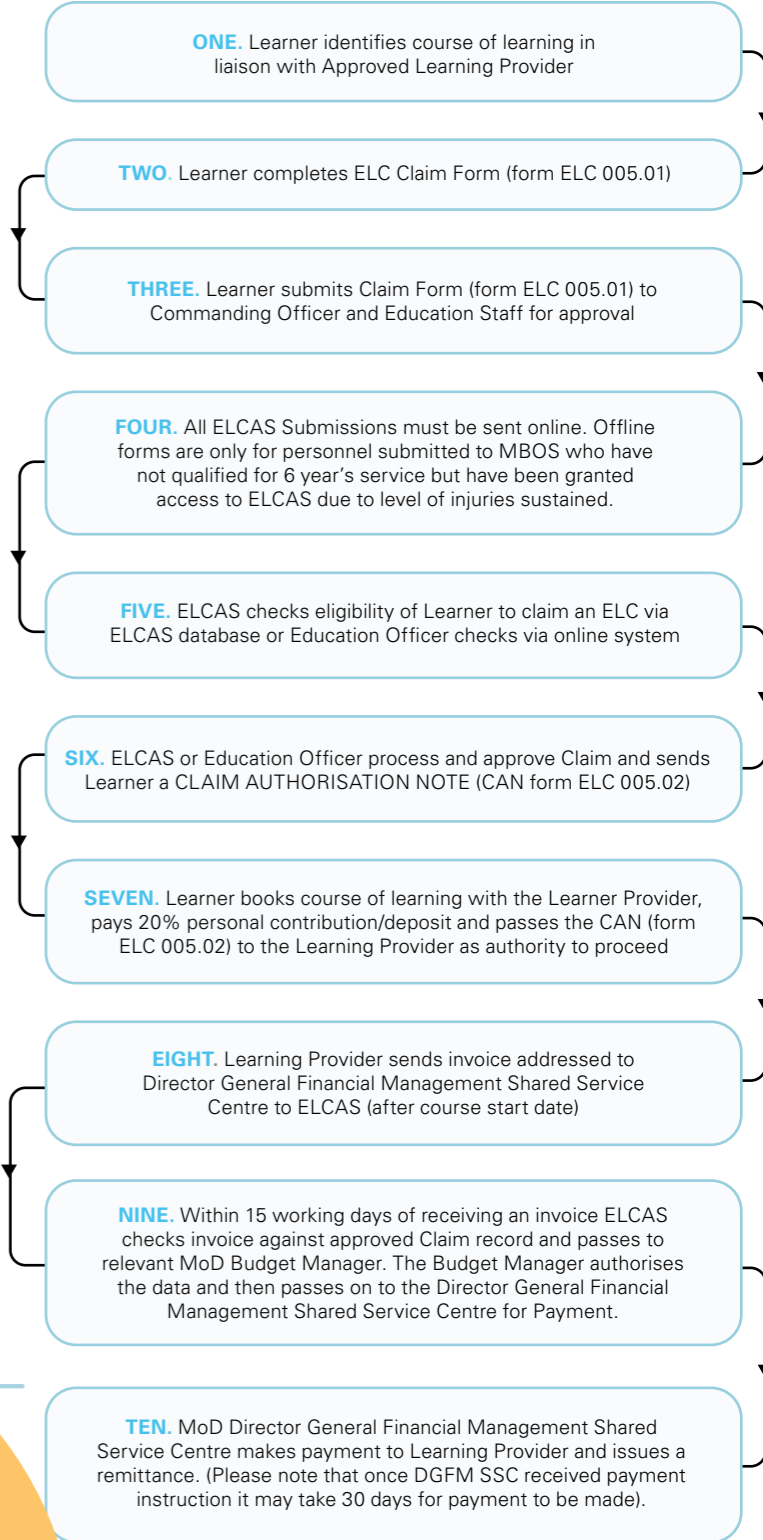 ONE. Learner identifies course of learning in
liaison with Approved Learning Provider
TWO. Learner completes ELC Claim Form (form ELC 005.01)
THREE. Learner submits Claim Form (form ELC 005.01) to
Commanding Officer and Education Staff for approval
FOUR. All ELCAS Submissions must be sent online. Offline
forms are only for personnel submitted to MBOS who have
not qualified for 6 year's service but have been granted
access to ELCAS due to level of injuries sustained.
FIVE. ELCAS checks eligibility of Learner to claim an ELC via
ELCAS database or Education Officer checks via online system
SIX. ELCAS or Education Officer process and approve Claim and sends
Learner a CLAIM AUTHORISATION NOTE (CAN form ELC 005.02)
SEVEN. Learner books course of learning with the Learner Provider,
pays 20% personal contribution/deposit and passes the CAN (form
ELC 005.02) to the Learning Provider as authority to proceed
EIGHT. Learning Provider sends invoice addressed to
Director General Financial Management Shared Service
Centre to ELCAS (after course start date)
NINE. Within 15 working days of receiving an invoice ELCAS
checks invoice against approved Claim record and passes to
relevant MoD Budget Manager. The Budget Manager authorises
the data and then passes on to the Director General Financial
Management Shared Service Centre for Payment.
TEN. MoD Director General Financial Management Shared
Service Centre makes payment to Learning Provider and issues a
remittance. (Please note that once DGFM SSC received payment
instruction it may take 30 days for payment to be made).